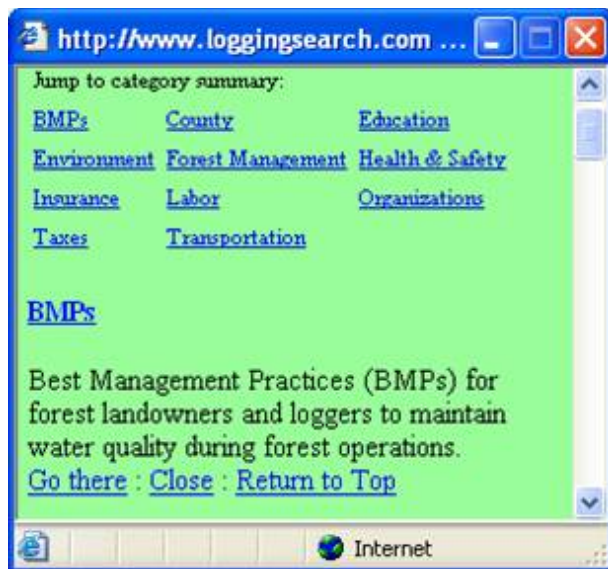 http://www.loggingsearch.com ...
Jump to category summary:
BMPs County Education
Environment Forest Management Health & Safety
Insurance Labor Organizations
Taxes Transportation
BMPs
Best Management Practices (BMPs) for
forest landowners and loggers to maintain
water quality during forest operations.
Go there : Close : Return to Top
Internet